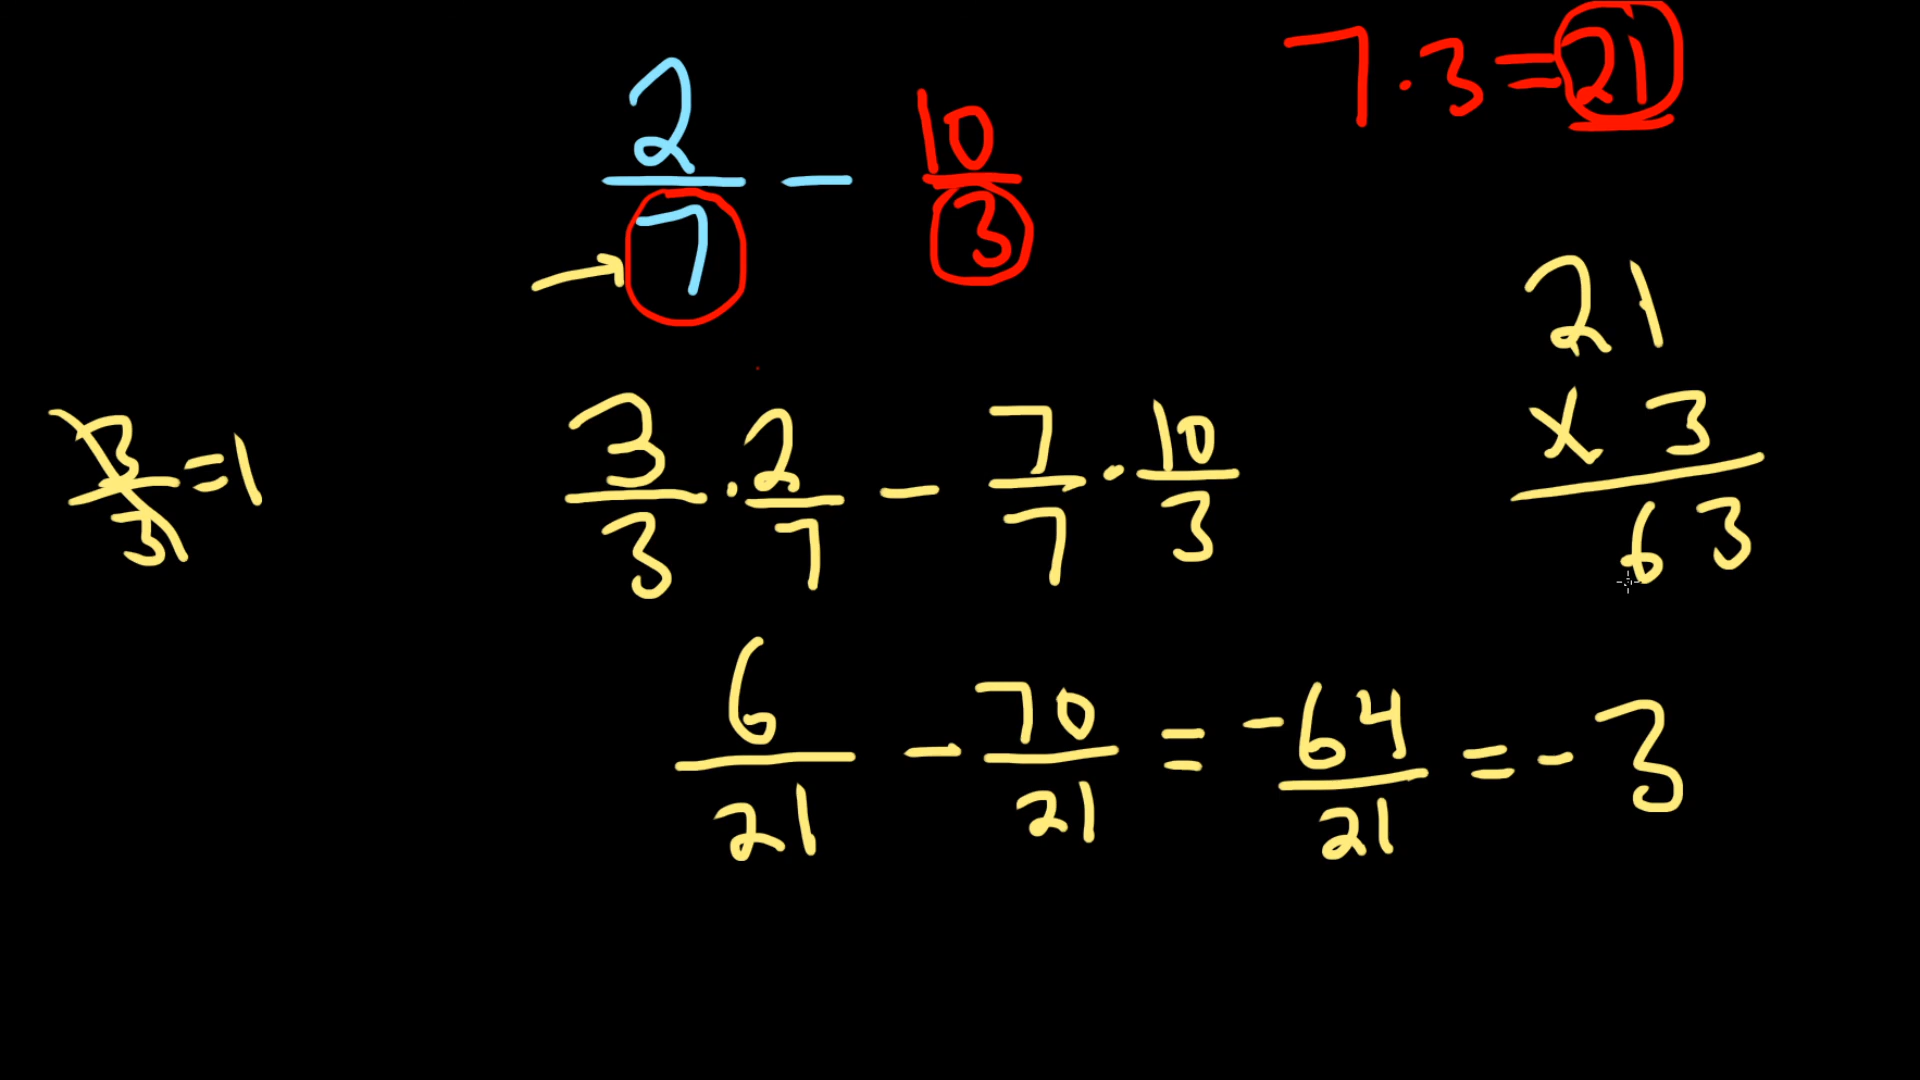 2/7 - 10/3
7·3=21
3/3=1
3/3 · 2/7 - 7/7 · 10/3
21
x 3
63
6/21 - 70/21 = -64/21 = -3